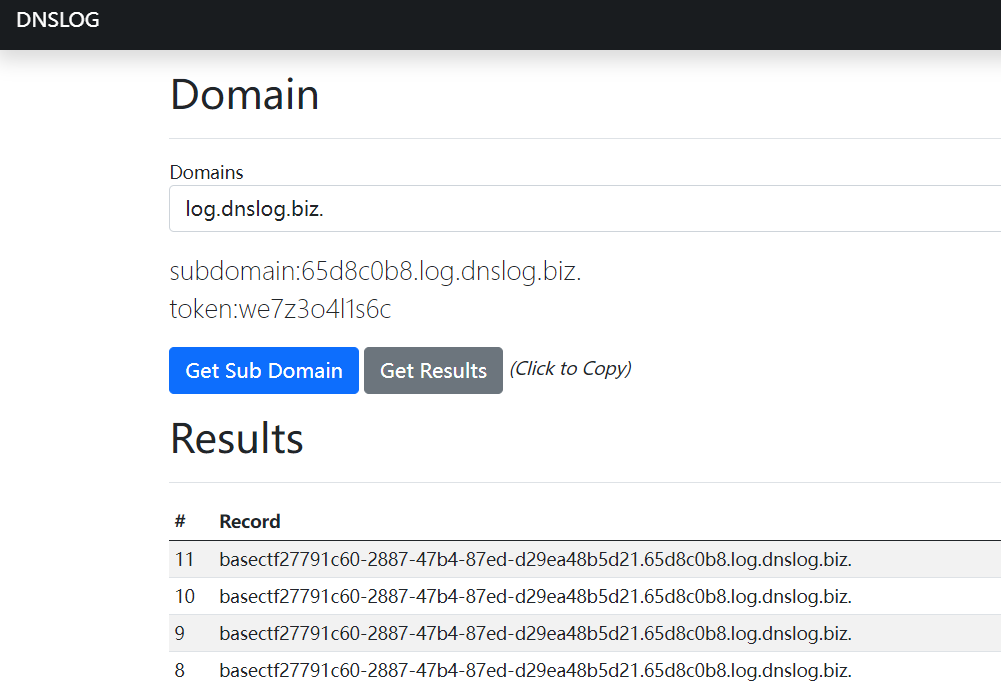 DNSLOG
Domain
Domains
log.dnslog.biz.
subdomain:65d8c0b8.log.dnslog.biz.
token:we7z3o4l1s6c
Get Sub Domain Get Results (Click to Copy)
Results
# Record
11 basectf27791c60-2887-47b4-87ed-d29ea48b5d21.65d8c0b8.log.dnslog.biz.
10 basectf27791c60-2887-47b4-87ed-d29ea48b5d21.65d8c0b8.log.dnslog.biz.
9 basectf27791c60-2887-47b4-87ed-d29ea48b5d21.65d8c0b8.log.dnslog.biz.
8 basectf27791c60-2887-47b4-87ed-d29ea48b5d21.65d8c0b8.log.dnslog.biz.